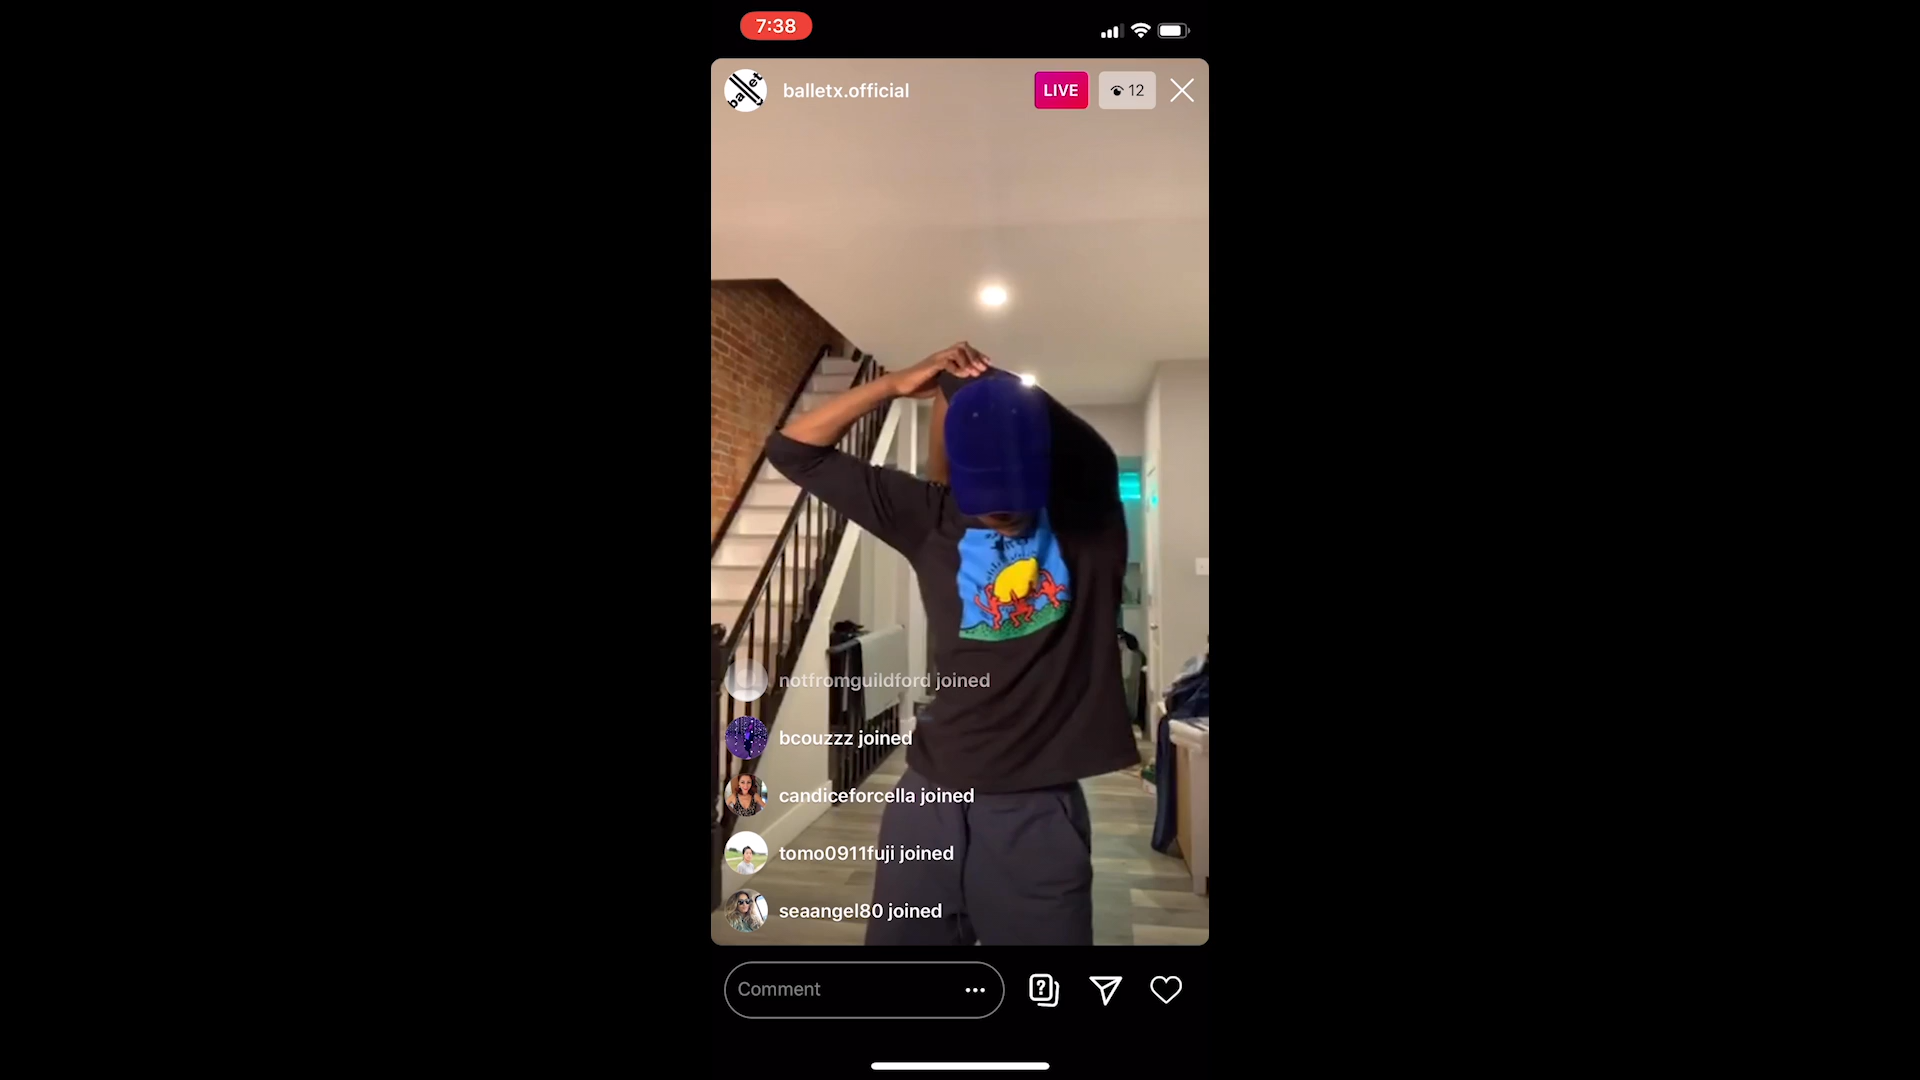 7:38
balletx.official
LIVE
12
notfromguildford joined
bcouzzz joined
candiceforcella joined
tomo0911fuji joined
seaangel80 joined
Comment